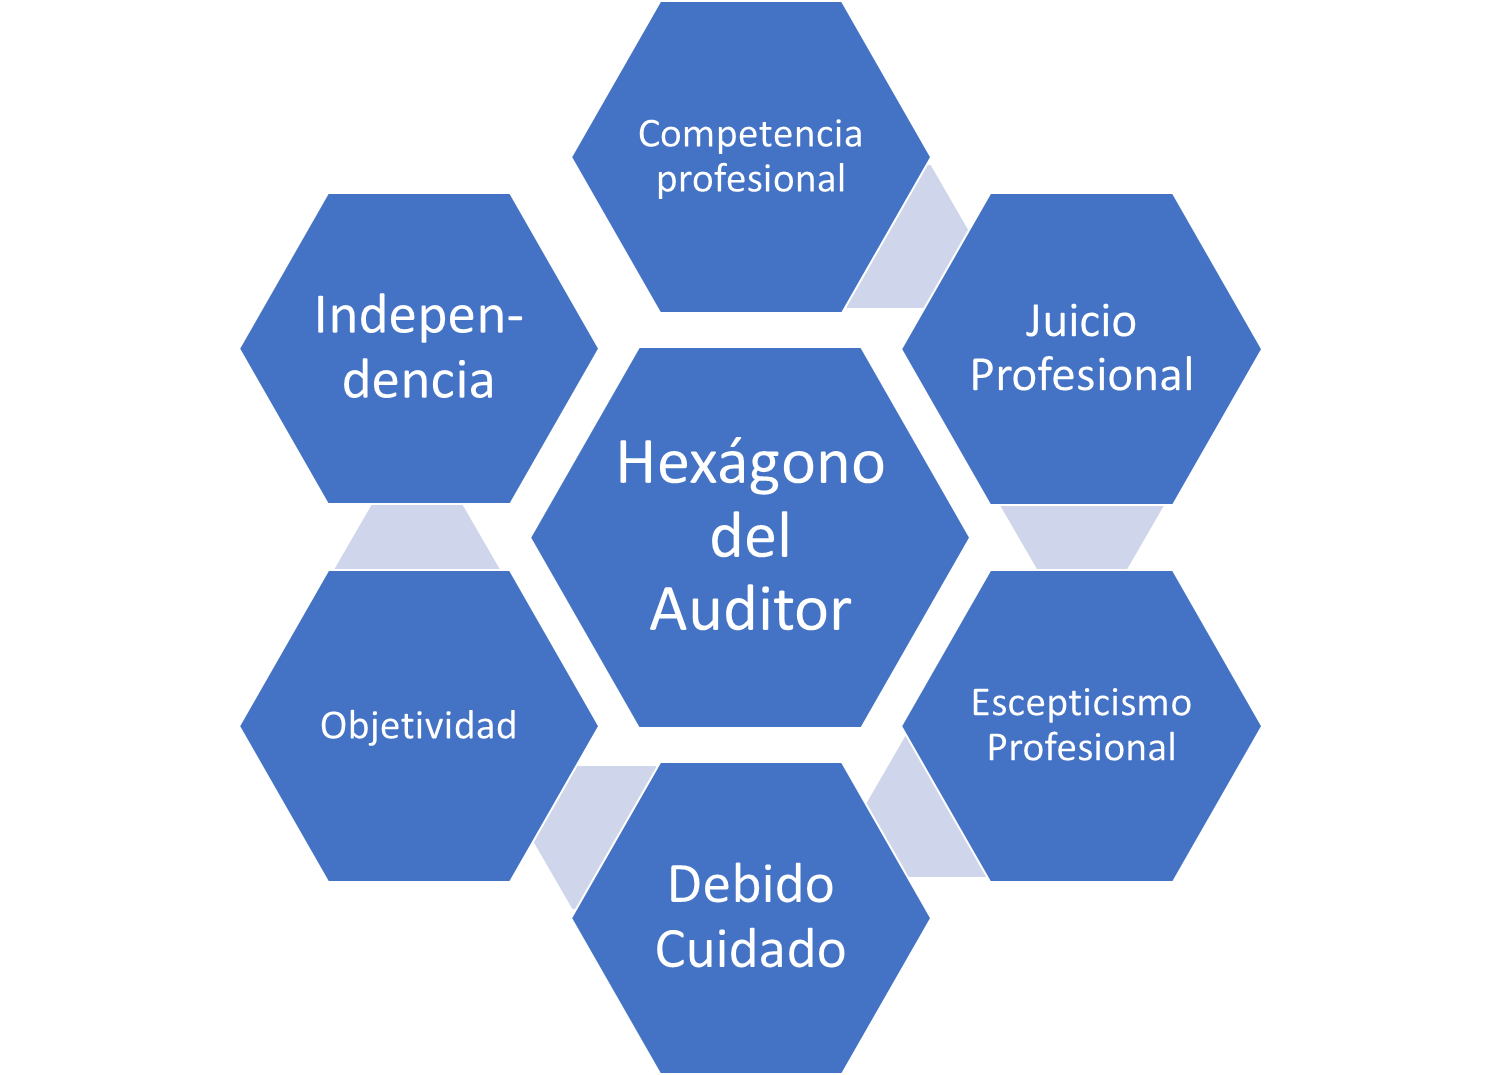 Competencia
profesional
Juicio
Profesional
Escepticismo
Profesional
Debido
Cuidado
Objetividad
Indepen-
dencia
Hexágono
del
Auditor